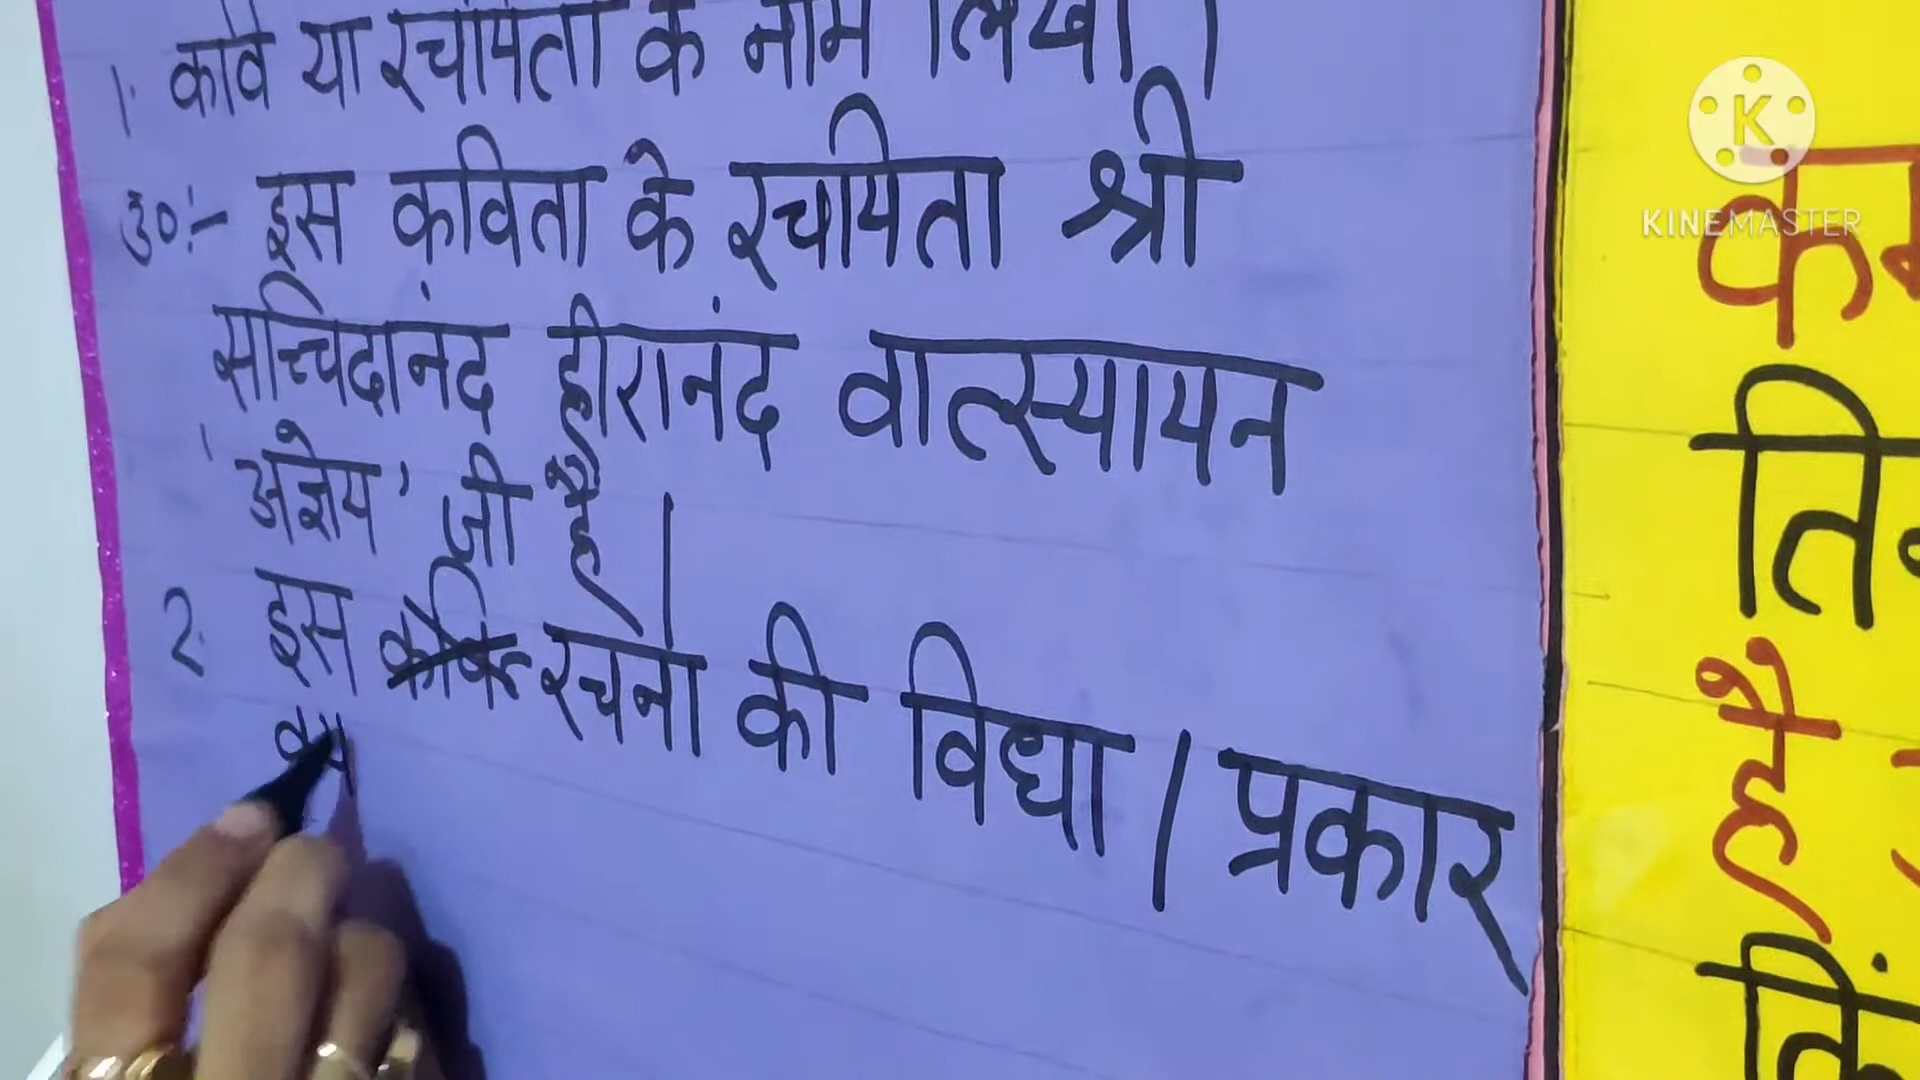 1. कवि या रचयिता के नाम लिखो ।
उ०:- इस कविता के रचयिता श्री
सच्चिदानंद हीरानंद वात्स्यायन
'अज्ञेय' जी है |
2. इस रचना की विधा / प्रकार
क्या
KINEMASTER
K
है